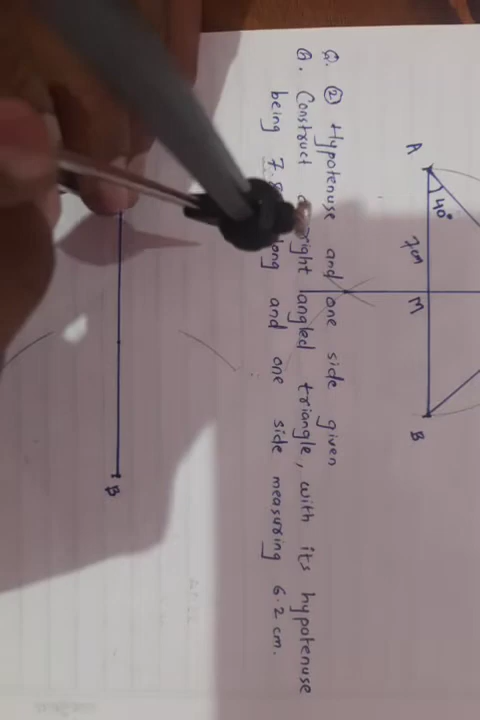 A
40°
7cm
M
B
Q. ② Hypotenuse and one side given
Q. Construct a right angled triangle, with its hypotenuse
being 7.8 long and one side measuring 6.2 cm.
B